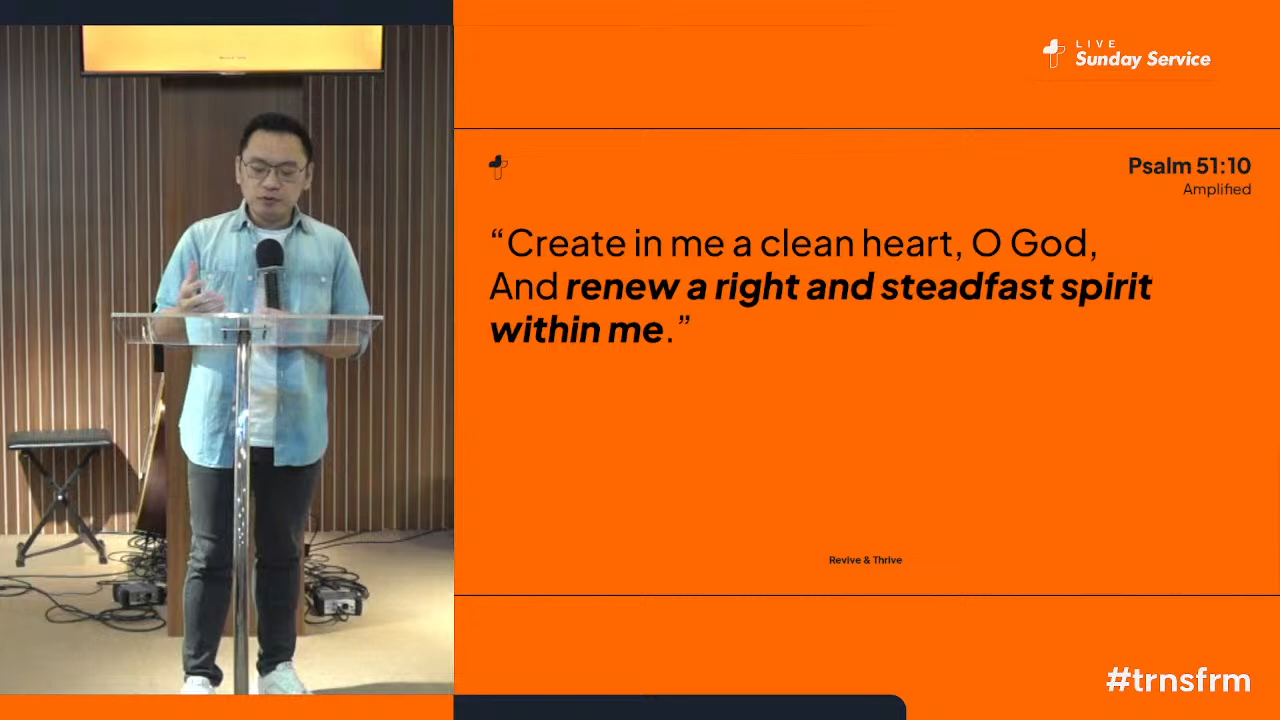 LIVE
Sunday Service
Psalm 51:10
Amplified
“Create in me a clean heart, O God,
And renew a right and steadfast spirit
within me.”
Revive & Thrive
#trnsfrm